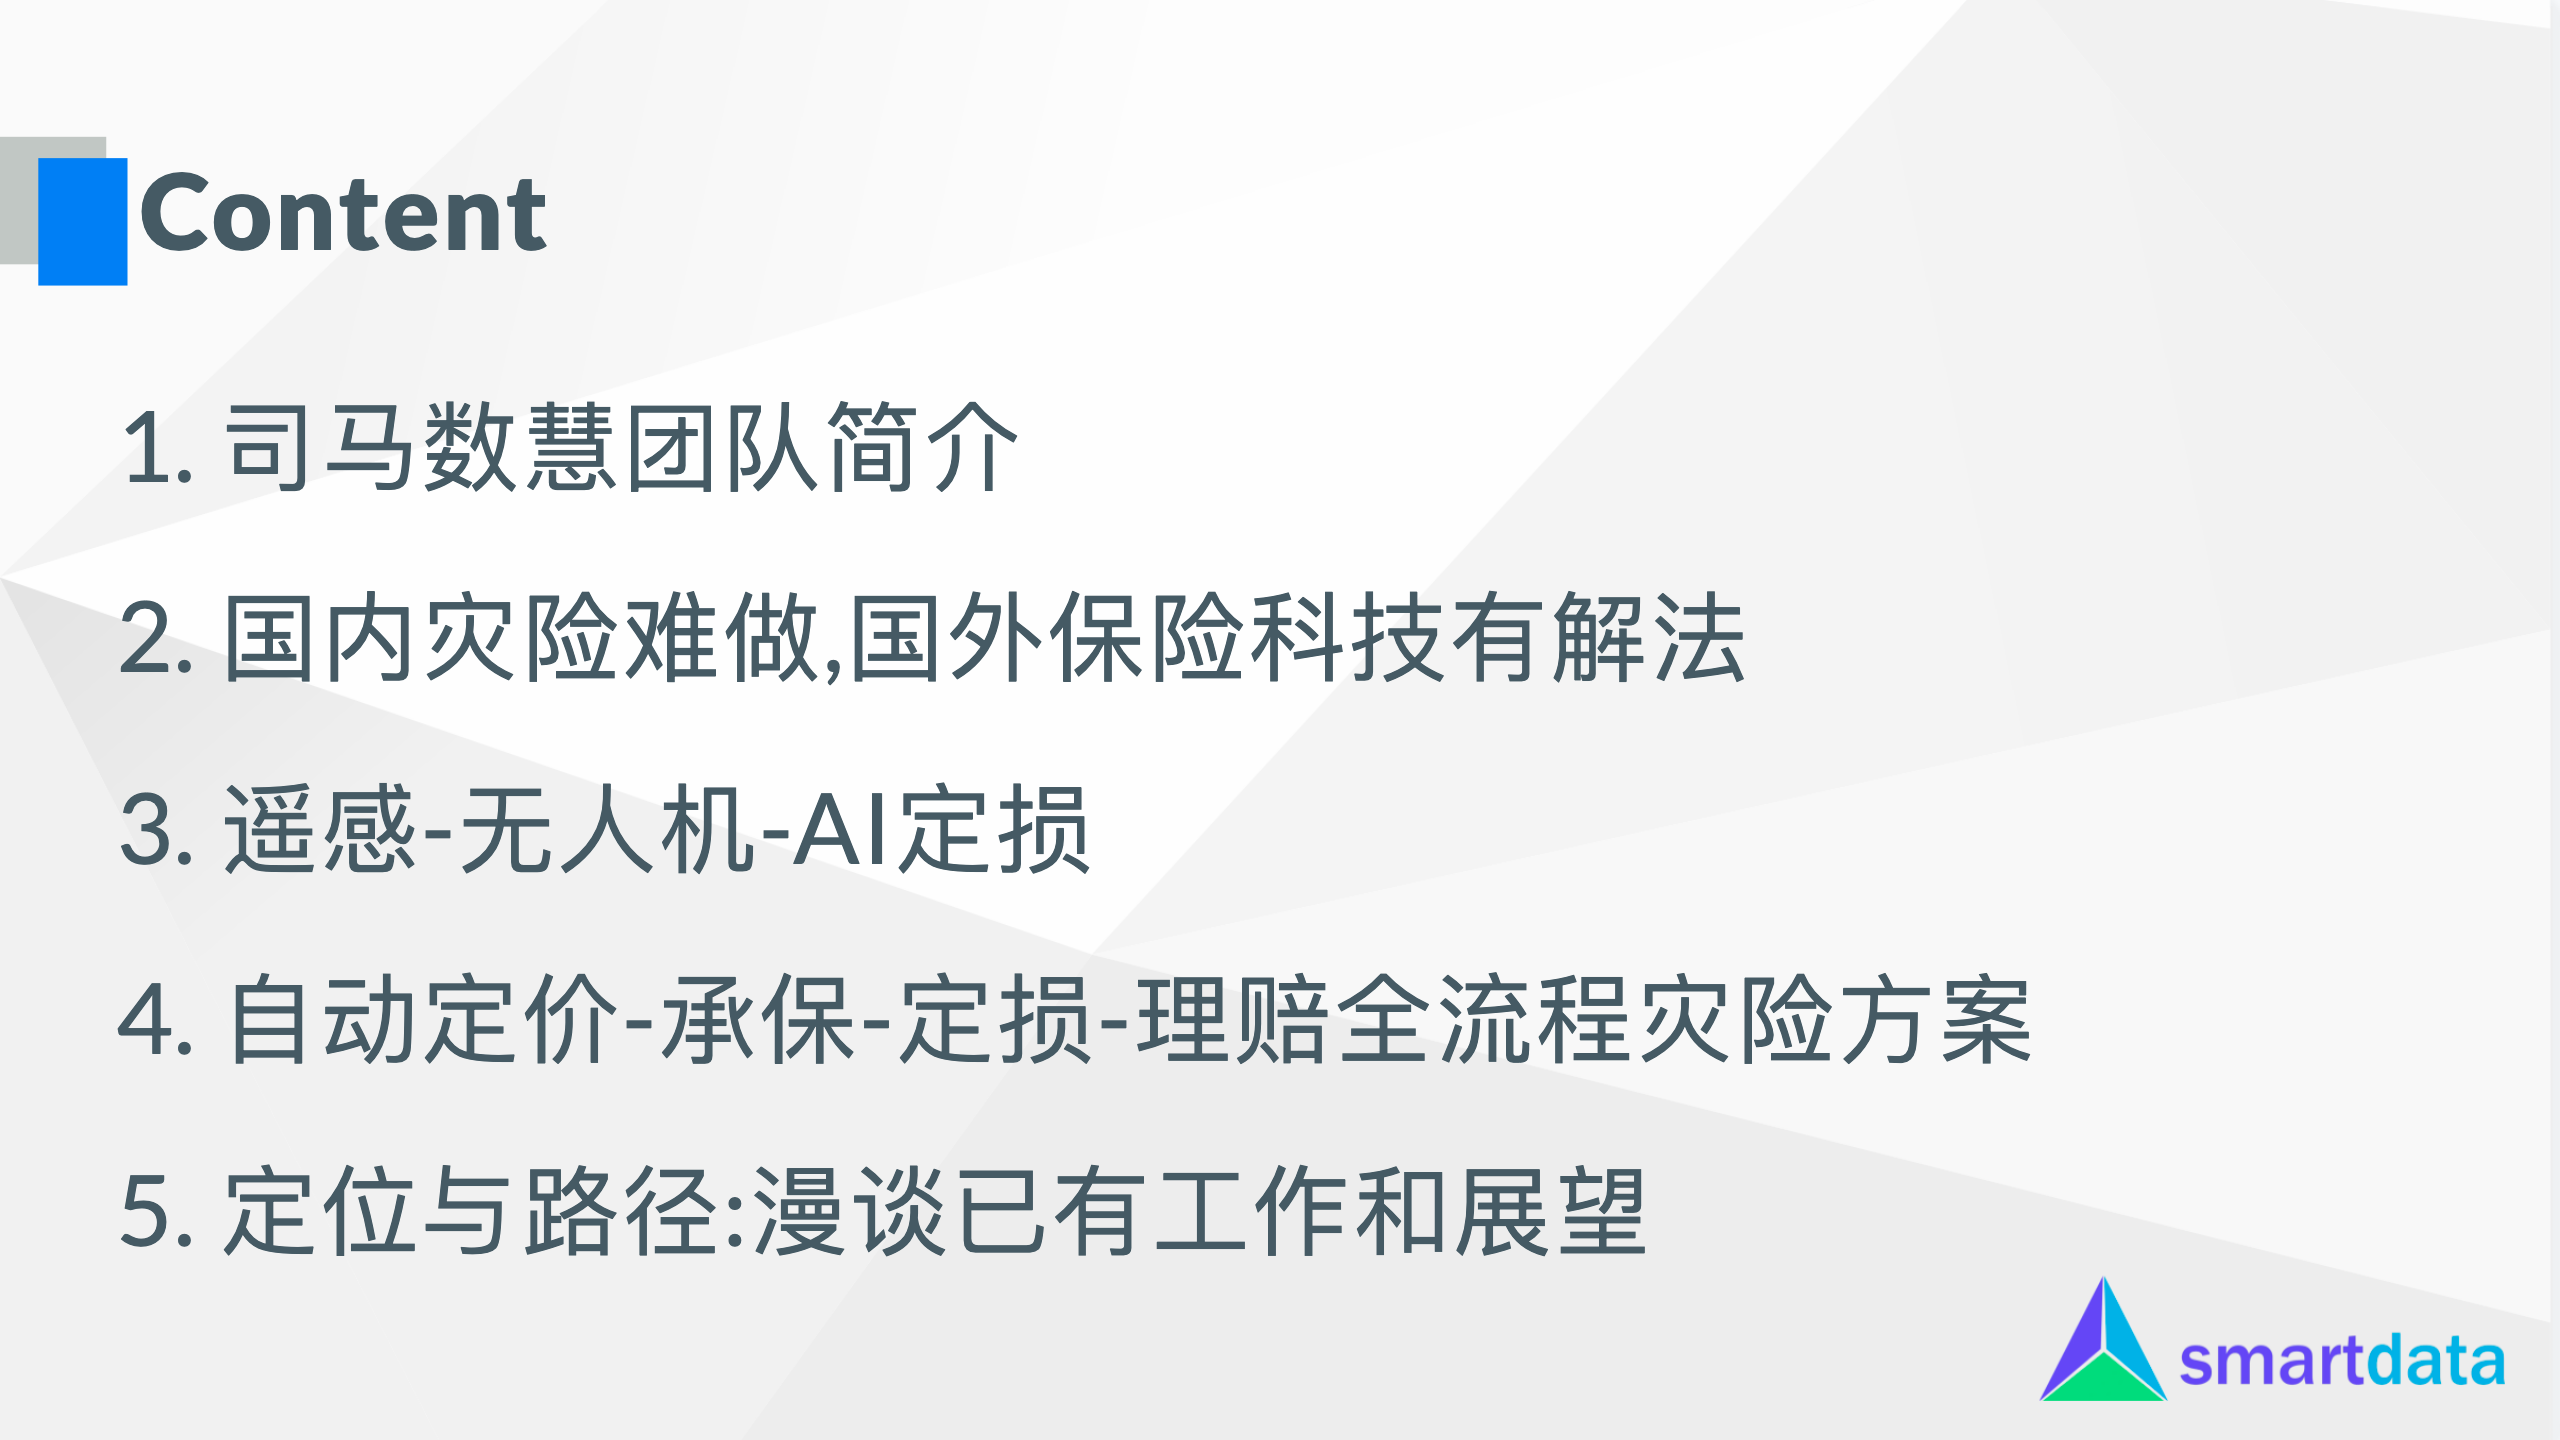 Content
1. 司马数慧团队简介
2. 国内灾险难做,国外保险科技有解法
3. 遥感-无人机-AI定损
4. 自动定价-承保-定损-理赔全流程灾险方案
5. 定位与路径:漫谈已有工作和展望
smartdata